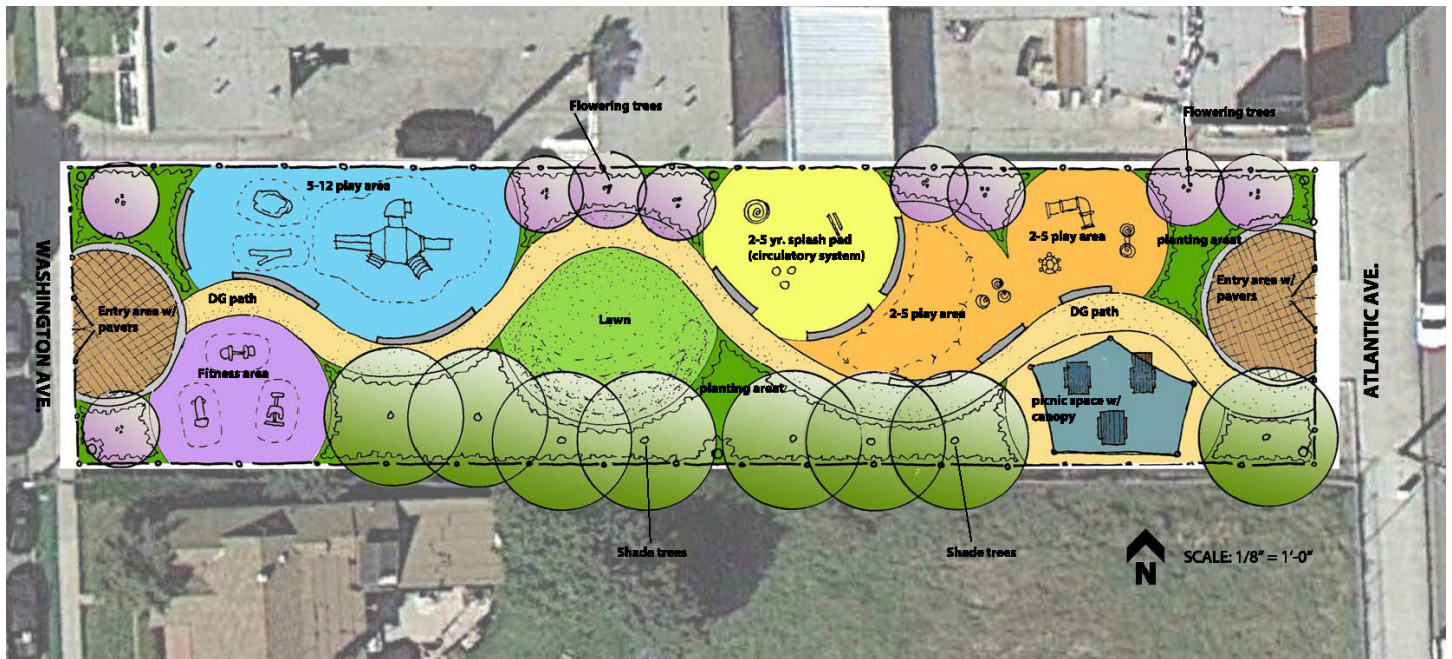 Flowering trees
Flowering trees
5-12 play area
2-5 yr. splash pad
(circulatory system)
2-5 play area
planting areat
WASHINGTON AVE.
Entry area w/
pavers
DG path
Lawn
2-5 play area
DG path
Entry area w/
pavers
ATLANTIC AVE.
Fitness area
planting areat
picnic space w/
canopy
Shade trees
Shade trees
N
SCALE: 1/8" = 1'-0"